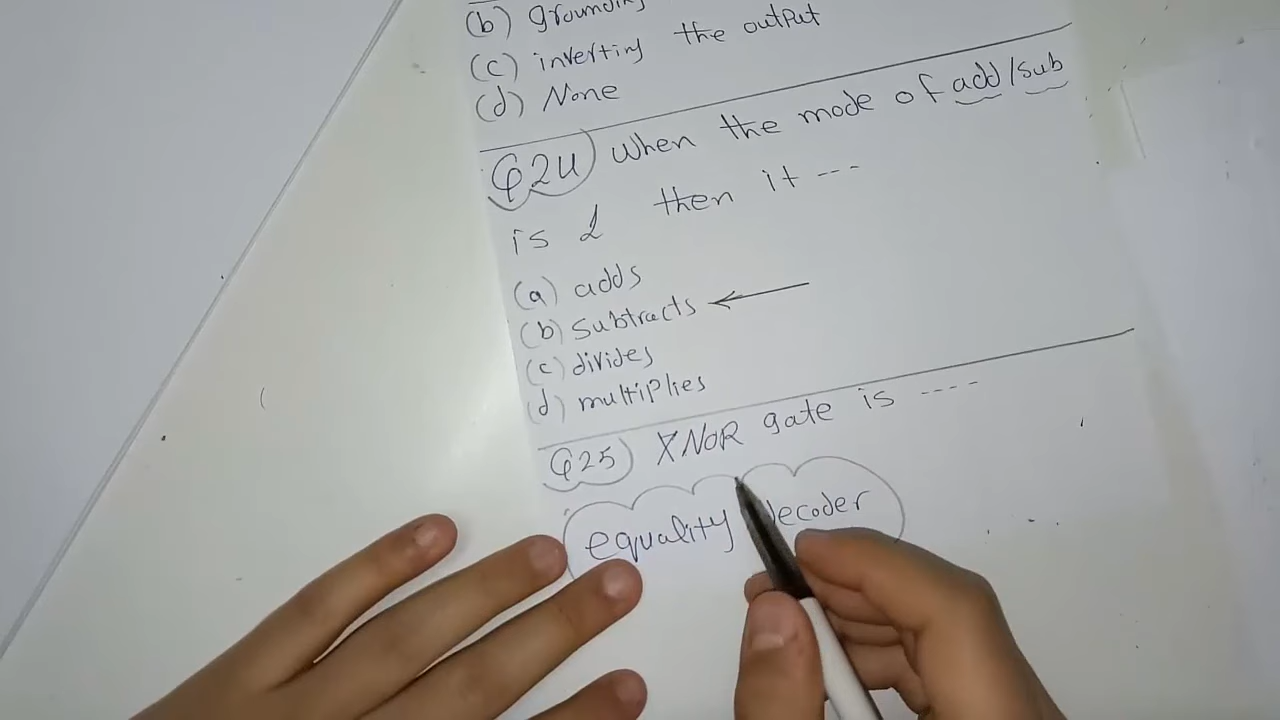 (b) grounding
(c) inverting the output
(d) None
Q24) When the mode of add/sub
is 1 then it ---
(a) adds
(b) subtracts ←
(c) divides
(d) multiplies
Q25) XNOR gate is ----
equality decoder